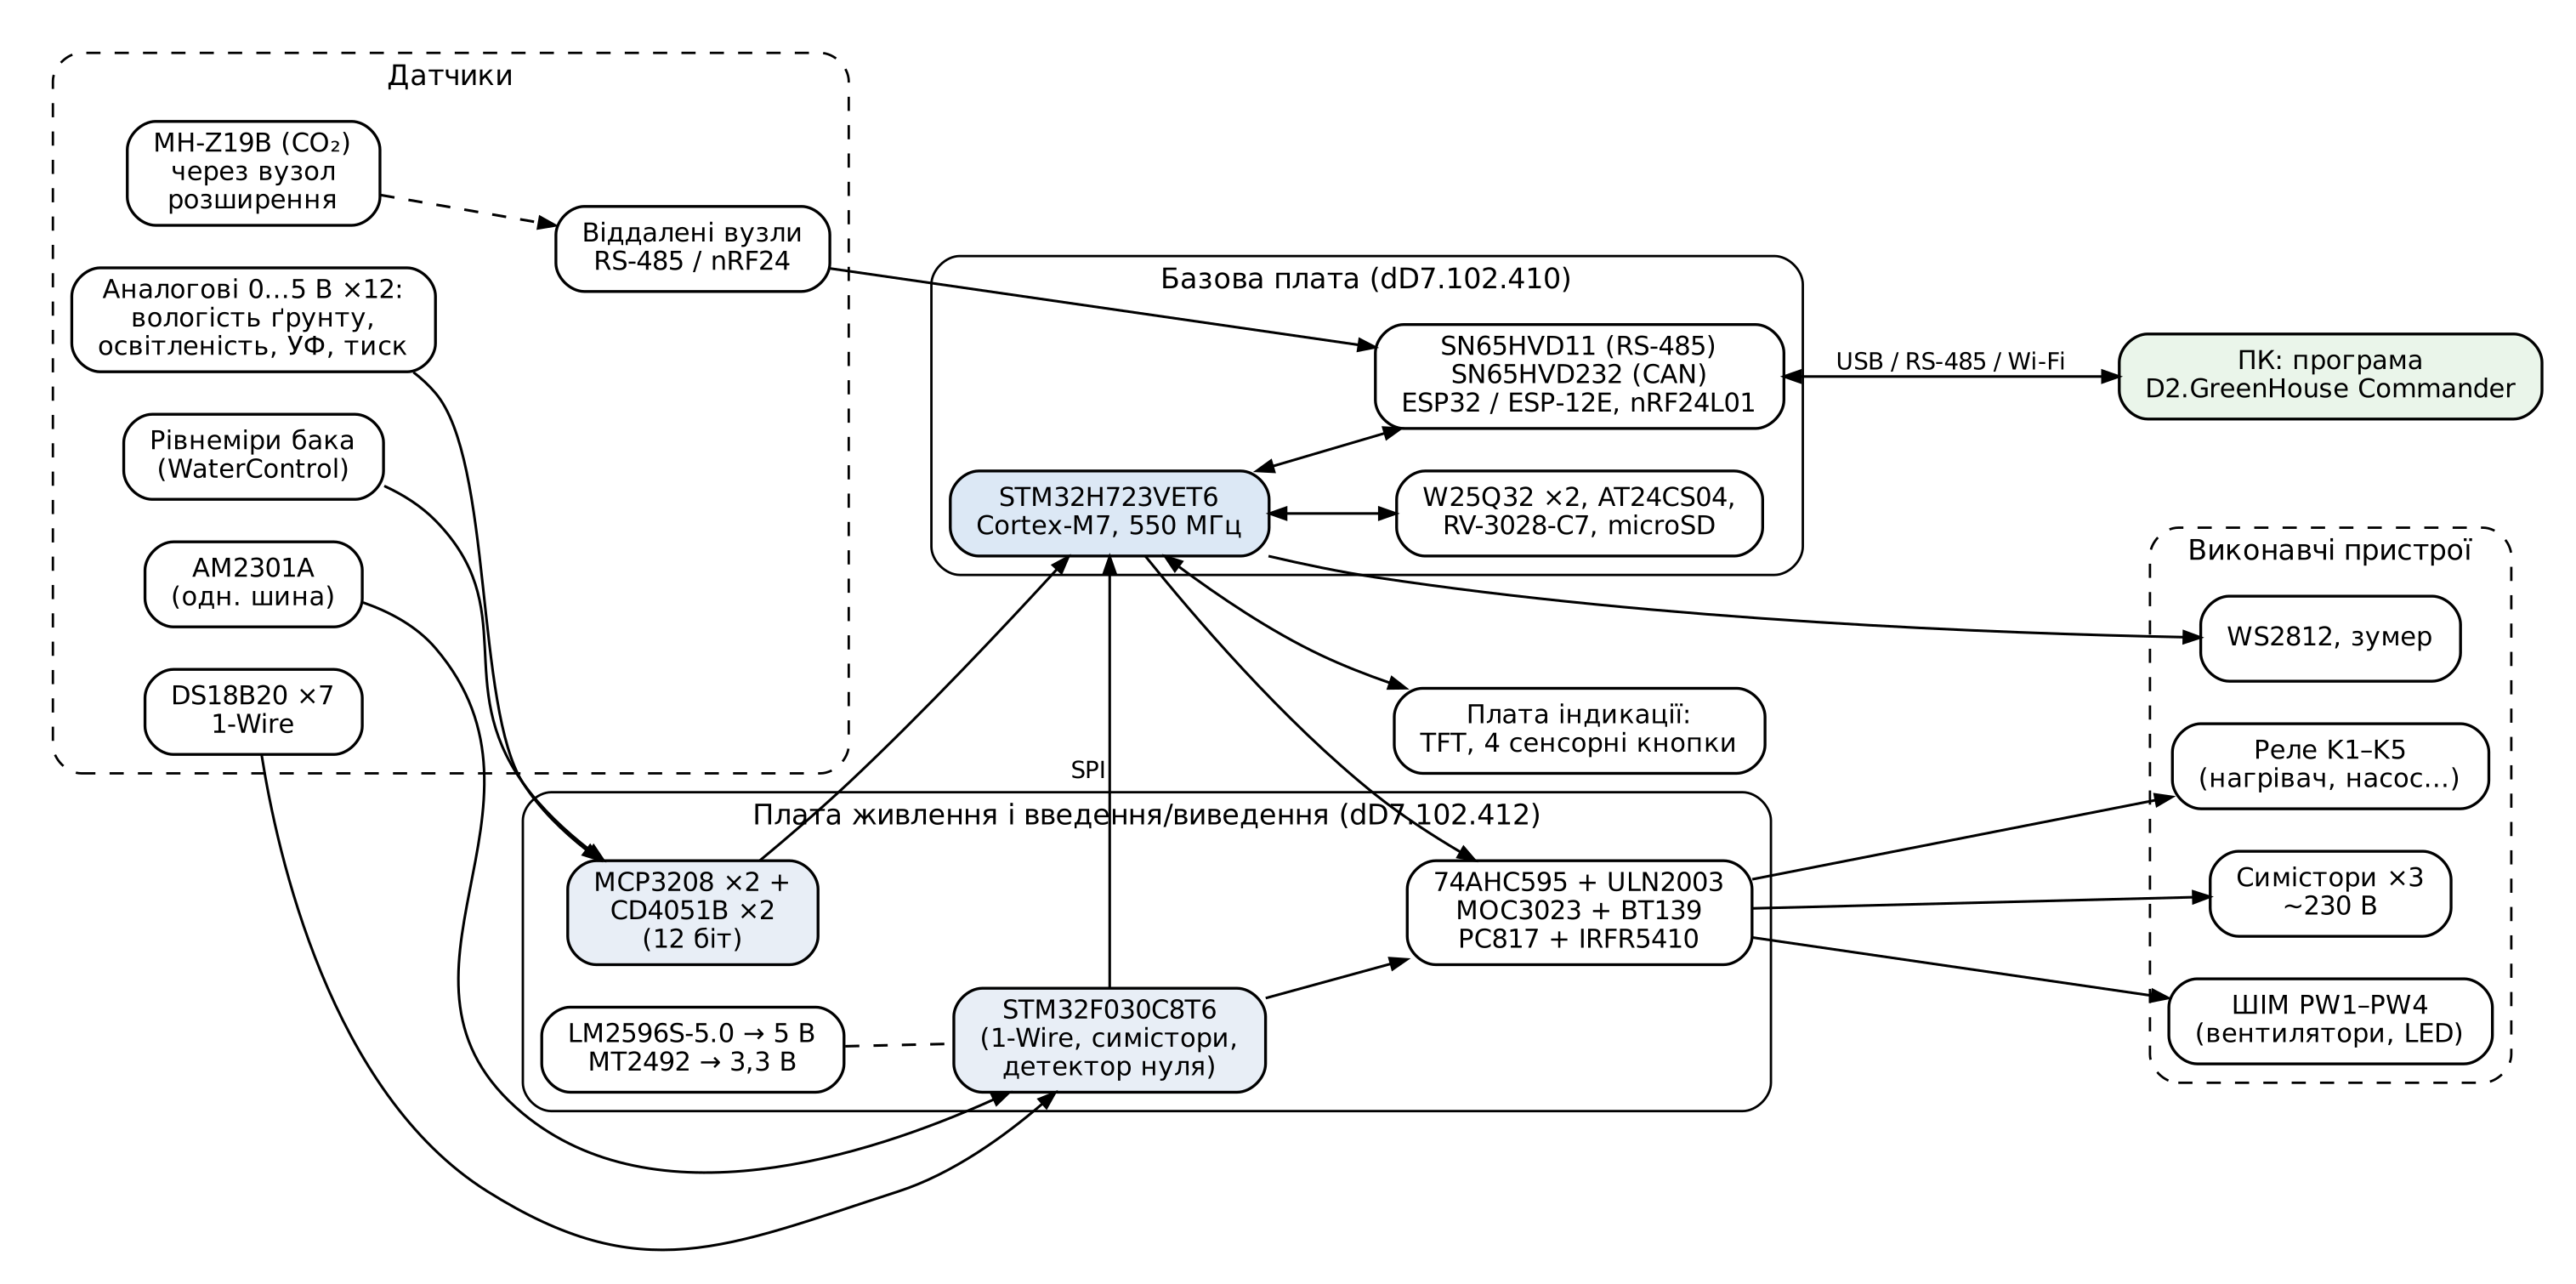 Датчики
MH-Z19B (CO₂)
через вузол
розширення
Віддалені вузли
RS-485 / nRF24
Аналогові 0…5 В ×12:
вологість ґрунту,
освітленість, УФ, тиск
Рівнеміри бака
(WaterControl)
AM2301A
(одн. шина)
DS18B20 ×7
1-Wire
Базова плата (dD7.102.410)
SN65HVD11 (RS-485)
SN65HVD232 (CAN)
ESP32 / ESP-12E, nRF24L01
STM32H723VET6
Cortex-M7, 550 МГц
W25Q32 ×2, AT24CS04,
RV-3028-C7, microSD
USB / RS-485 / Wi-Fi
ПК: програма
D2.GreenHouse Commander
Плата індикації:
TFT, 4 сенсорні кнопки
SPI
Плата живлення і введення/виведення (dD7.102.412)
MCP3208 ×2 +
CD4051B ×2
(12 біт)
74AHC595 + ULN2003
MOC3023 + BT139
PC817 + IRFR5410
LM2596S-5.0 → 5 В
MT2492 → 3,3 В
STM32F030C8T6
(1-Wire, симістори,
детектор нуля)
Виконавчі пристрої
WS2812, зумер
Реле K1–K5
(нагрівач, насос…)
Симістори ×3
~230 В
ШІМ PW1–PW4
(вентилятори, LED)